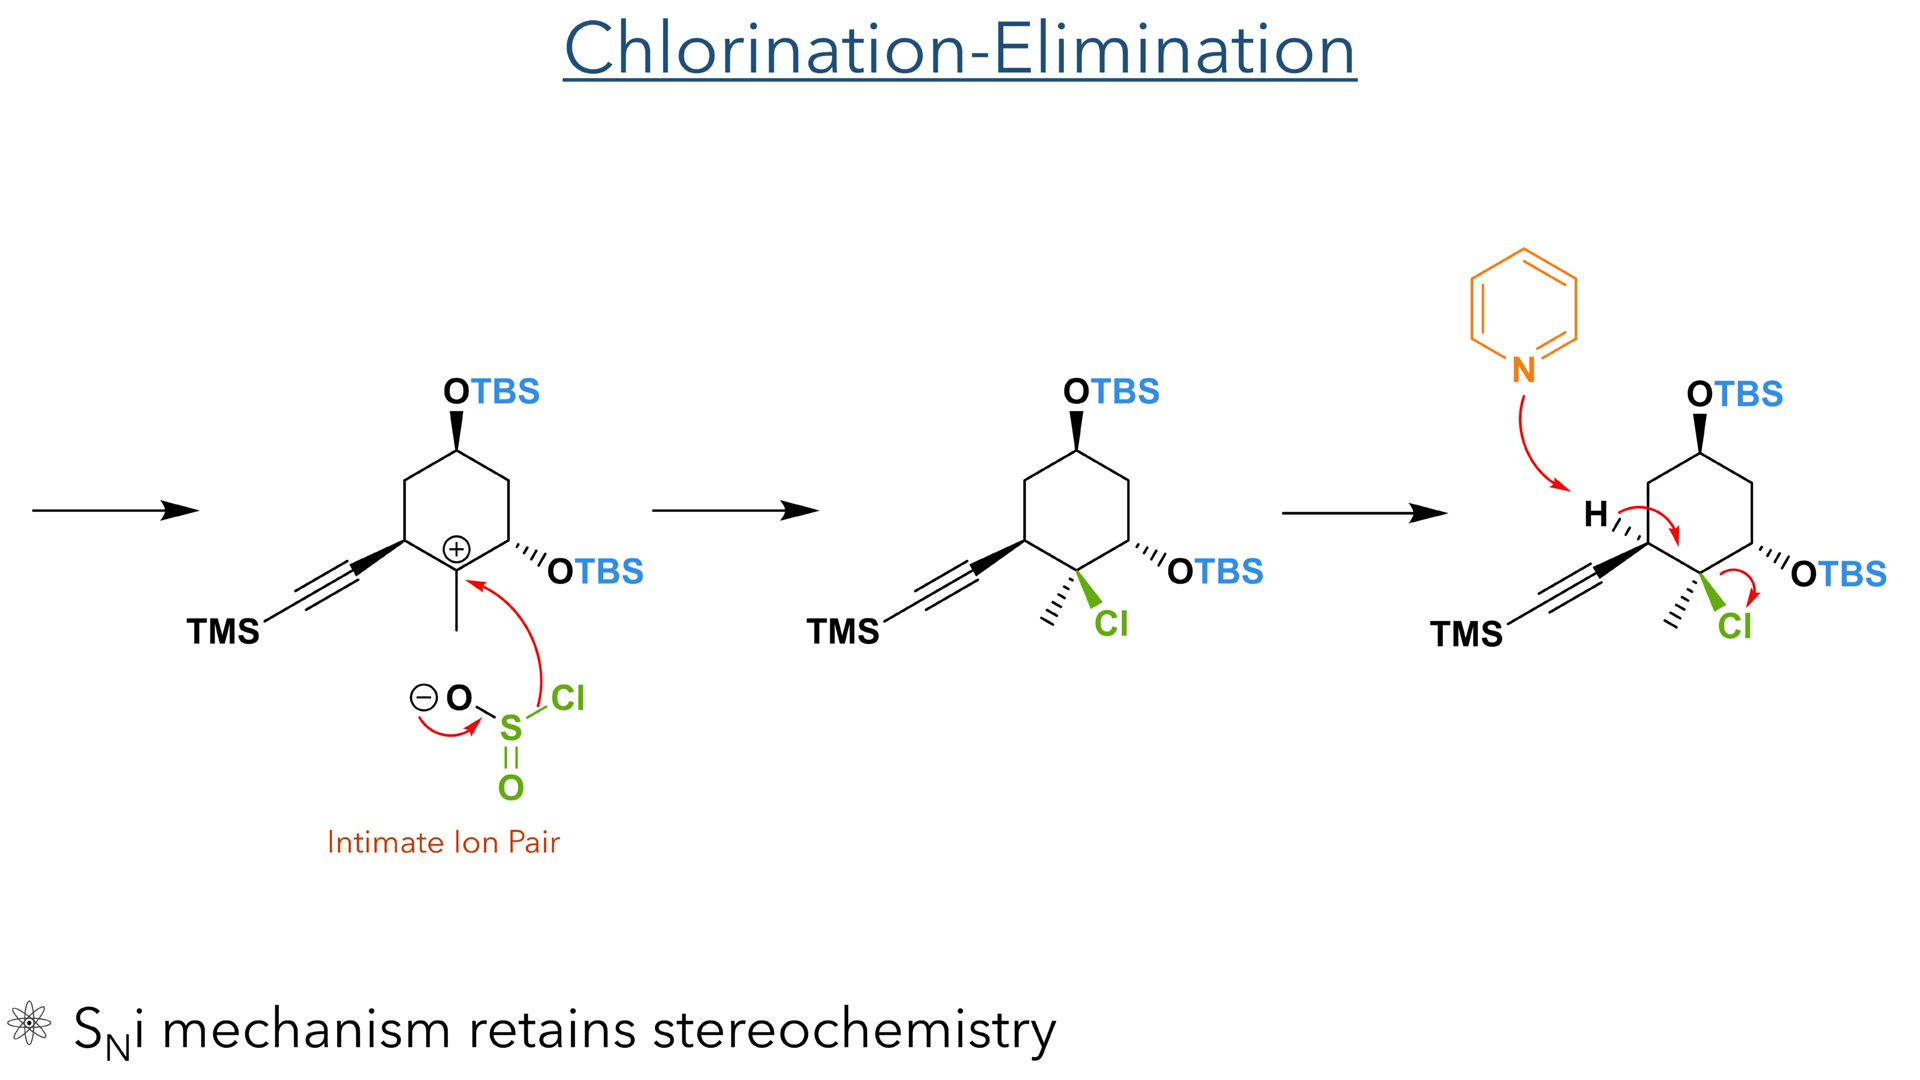 Chlorination-Elimination
N
OTBS
OTBS
OTBS
H
OTBS
OTBS
OTBS
TMS
Cl
TMS
Cl
TMS
⊕
⊖ O
Cl
S
O
Intimate Ion Pair
SNi mechanism retains stereochemistry